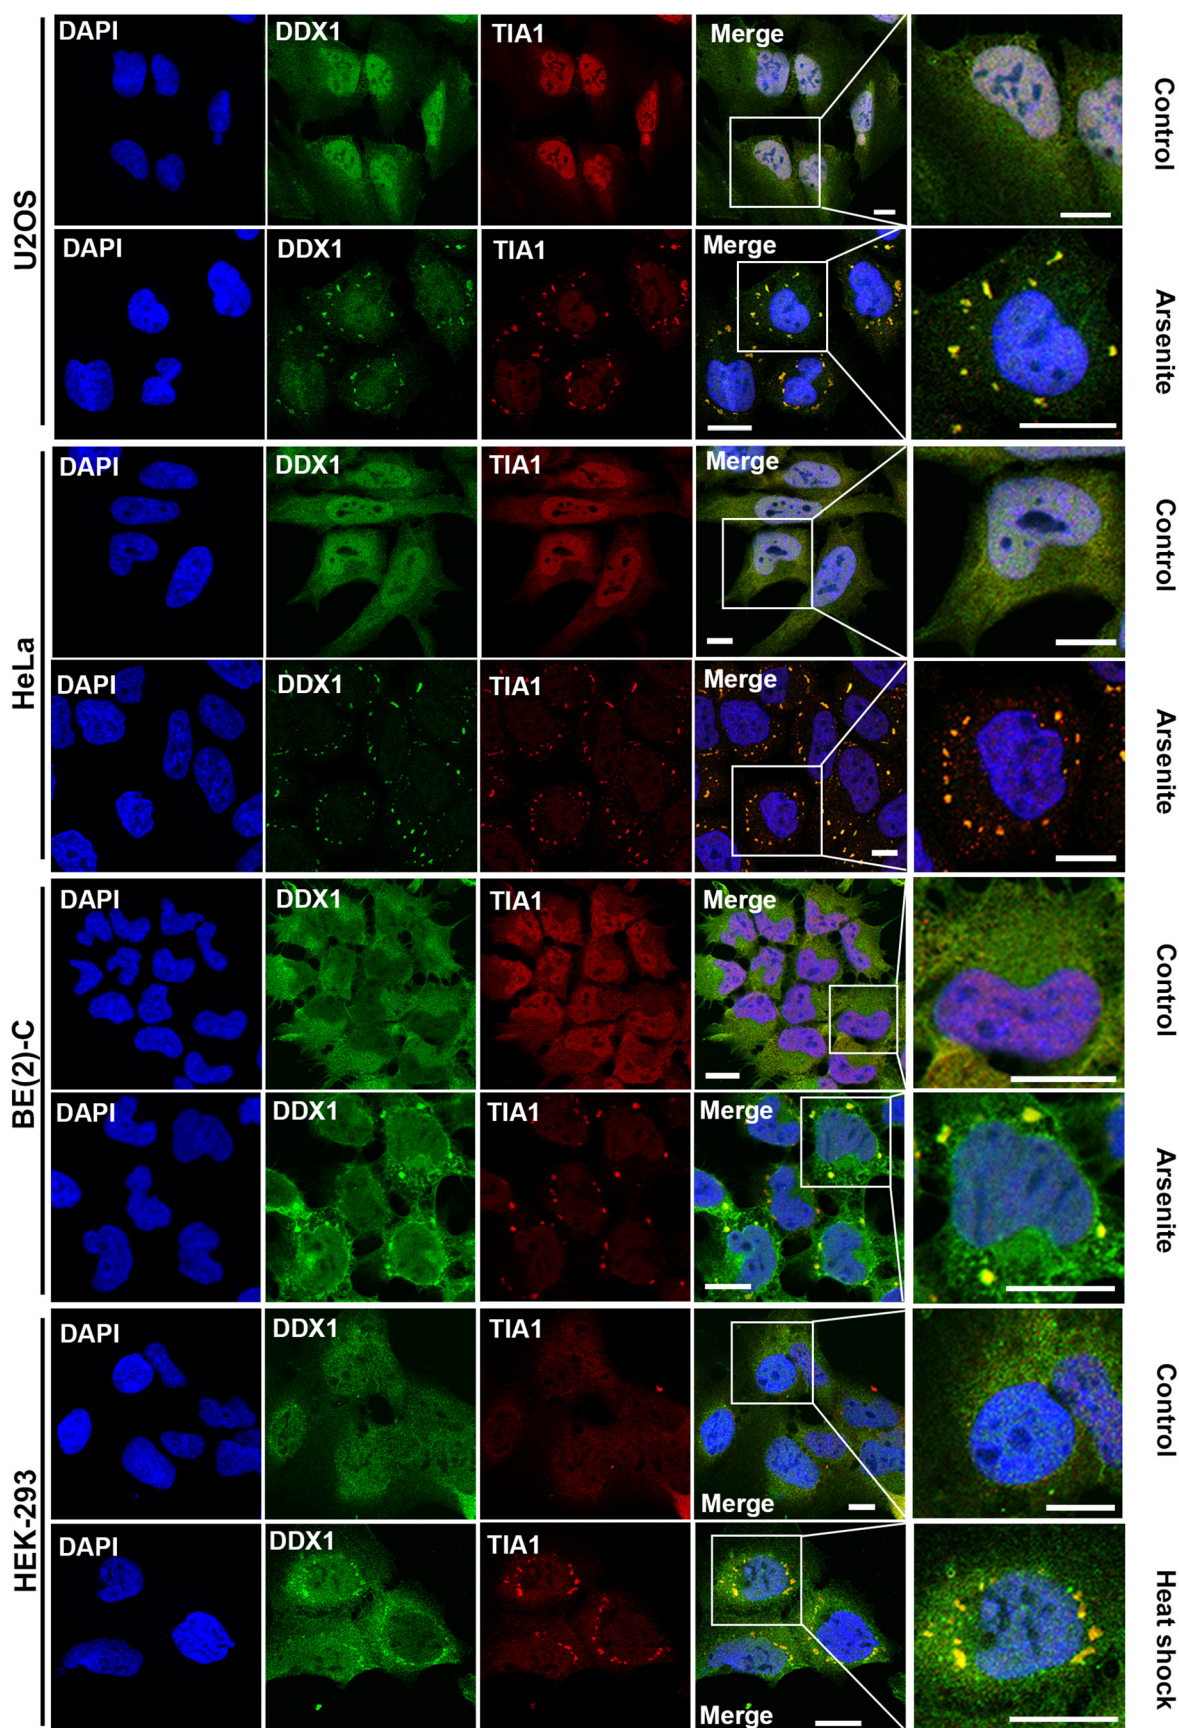 U2OS
DAPI DDX1 TIA1 Merge Control
DAPI DDX1 TIA1 Merge Arsenite
HeLa
DAPI DDX1 TIA1 Merge Control
DAPI DDX1 TIA1 Merge Arsenite
BE(2)-C
DAPI DDX1 TIA1 Merge Control
DAPI DDX1 TIA1 Merge Arsenite
HEK-293
DAPI DDX1 TIA1 Merge Control
DAPI DDX1 TIA1 Merge Heat shock